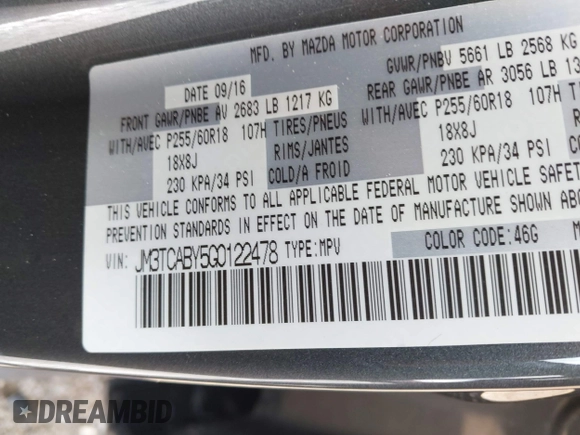 MFD. BY MAZDA MOTOR CORPORATION
DATE 09/16 GVWR/PNBV 5661 LB 2568 KG
FRONT GAWR/PNBE AV 2683 LB 1217 KG REAR GAWR/PNBE AR 3056 LB
WITH/AVEC P255/60R18 107H TIRES/PNEUS WITH/AVEC P255/60R18 107H
18X8J RIMS/JANTES 18X8J
230 KPA/34 PSI COLD/A FROID 230 KPA/34 PSI
THIS VEHICLE CONFORMS TO ALL APPLICABLE FEDERAL MOTOR VEHICLE SAFETY
STANDARDS IN EFFECT ON THE DATE OF MANUFACTURE SHOWN ABOVE
VIN: JM3TCABY5G0122478 TYPE:MPV COLOR CODE:46G
DREAMBID